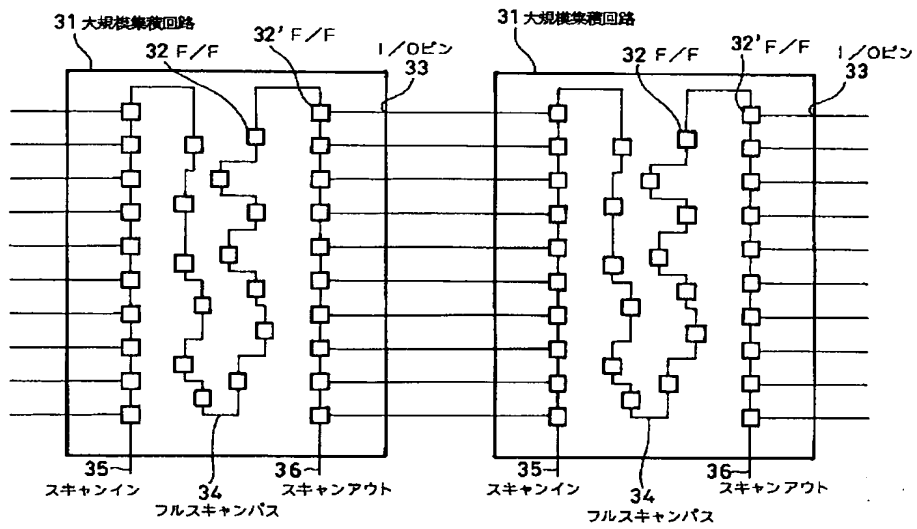 31 大規模集積回路
32 F/F
32' F/F
I/Oピン
33
31 大規模集積回路
32 F/F
32' F/F
I/Oピン
33
35
スキャンイン
34
フルスキャンパス
36
スキャンアウト
35
スキャンイン
34
フルスキャンパス
36
スキャンアウト